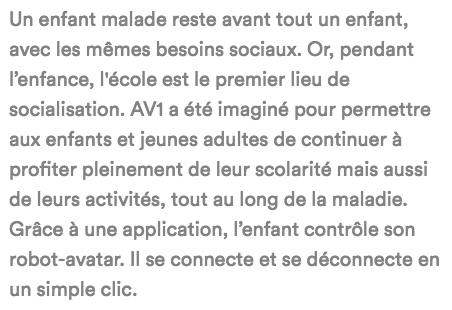 Un enfant malade reste avant tout un enfant,
avec les mêmes besoins sociaux. Or, pendant
l’enfance, l'école est le premier lieu de
socialisation. AV1 a été imaginé pour permettre
aux enfants et jeunes adultes de continuer à
profiter pleinement de leur scolarité mais aussi
de leurs activités, tout au long de la maladie.
Grâce à une application, l’enfant contrôle son
robot-avatar. Il se connecte et se déconnecte en
un simple clic.